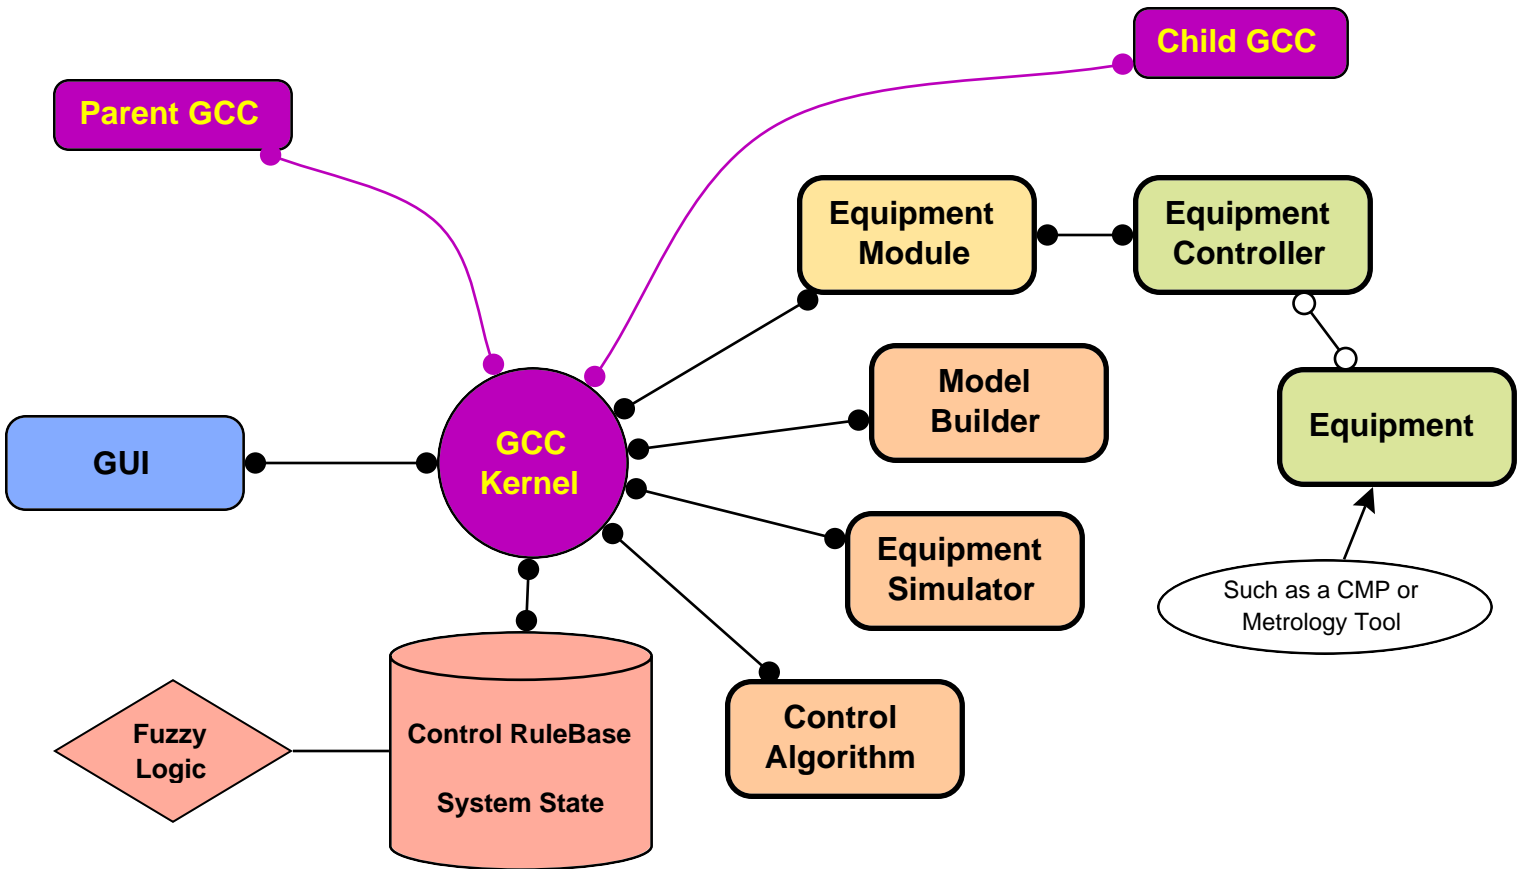 Child GCC
Parent GCC
Equipment
Module
Equipment
Controller
Model
Builder
Equipment
GUI
GCC
Kernel
Equipment
Simulator
Such as a CMP or
Metrology Tool
Control
Algorithm
Fuzzy
Logic
Control RuleBase
System State